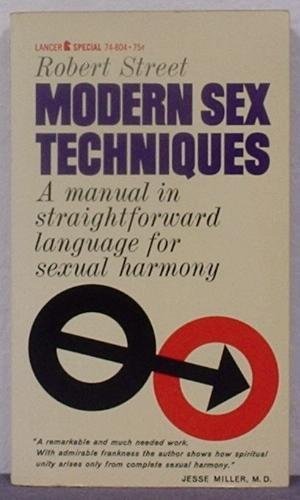 LANCER SPECIAL 74-804 • 75¢
Robert Street
MODERN SEX
TECHNIQUES
A manual in
straightforward
language for
sexual harmony
"A remarkable and much needed work.
With admirable frankness the author shows how spiritual
unity arises only from complete sexual harmony."
JESSE MILLER, M.D.